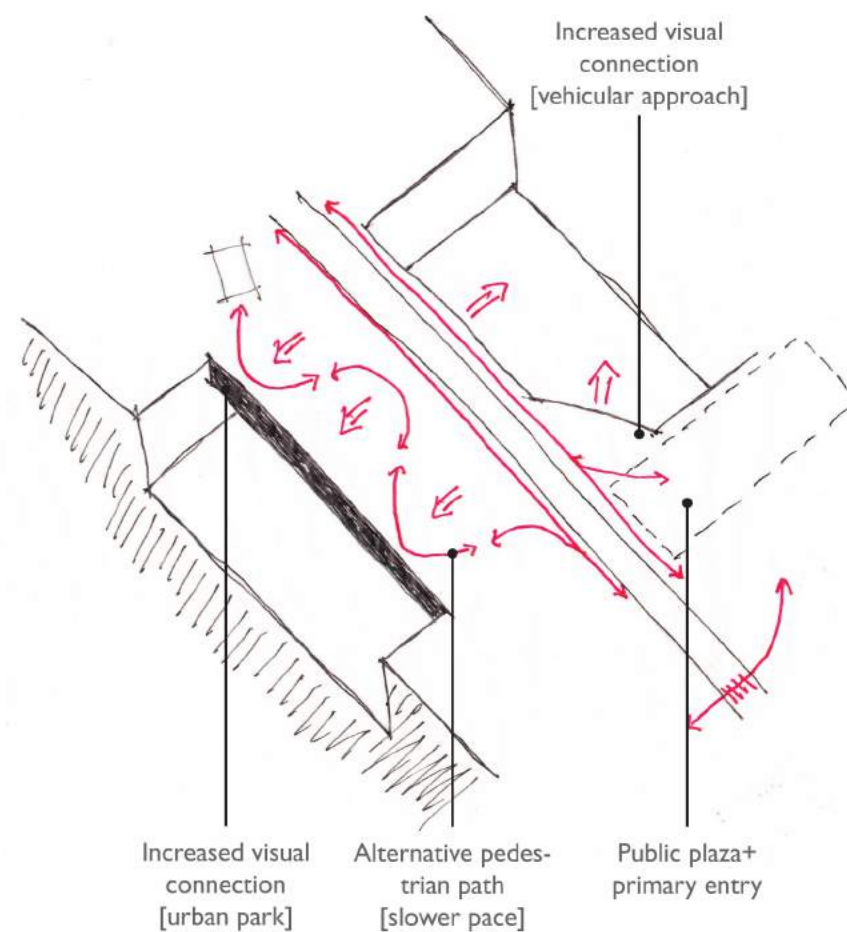 Increased visual
connection
[vehicular approach]
Increased visual
connection
[urban park]
Alternative pedes-
trian path
[slower pace]
Public plaza+
primary entry